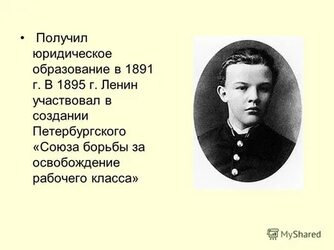 • Получил
юридическое
образование в 1891
г. В 1895 г. Ленин
участвовал в
создании
Петербургского
«Союза борьбы за
освобождение
рабочего класса»
MyShared